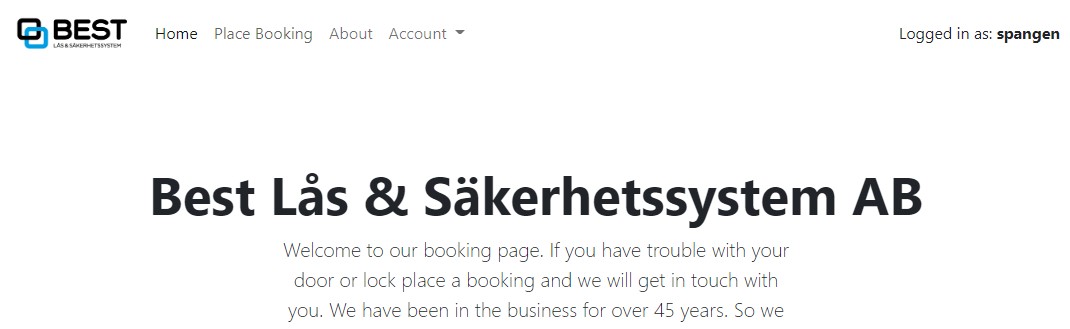 BEST
LÅS & SÄKERHETSSYSTEM
Home Place Booking About Account
Logged in as: spangen
Best Lås & Säkerhetssystem AB
Welcome to our booking page. If you have trouble with your
door or lock place a booking and we will get in touch with
you. We have been in the business for over 45 years. So we